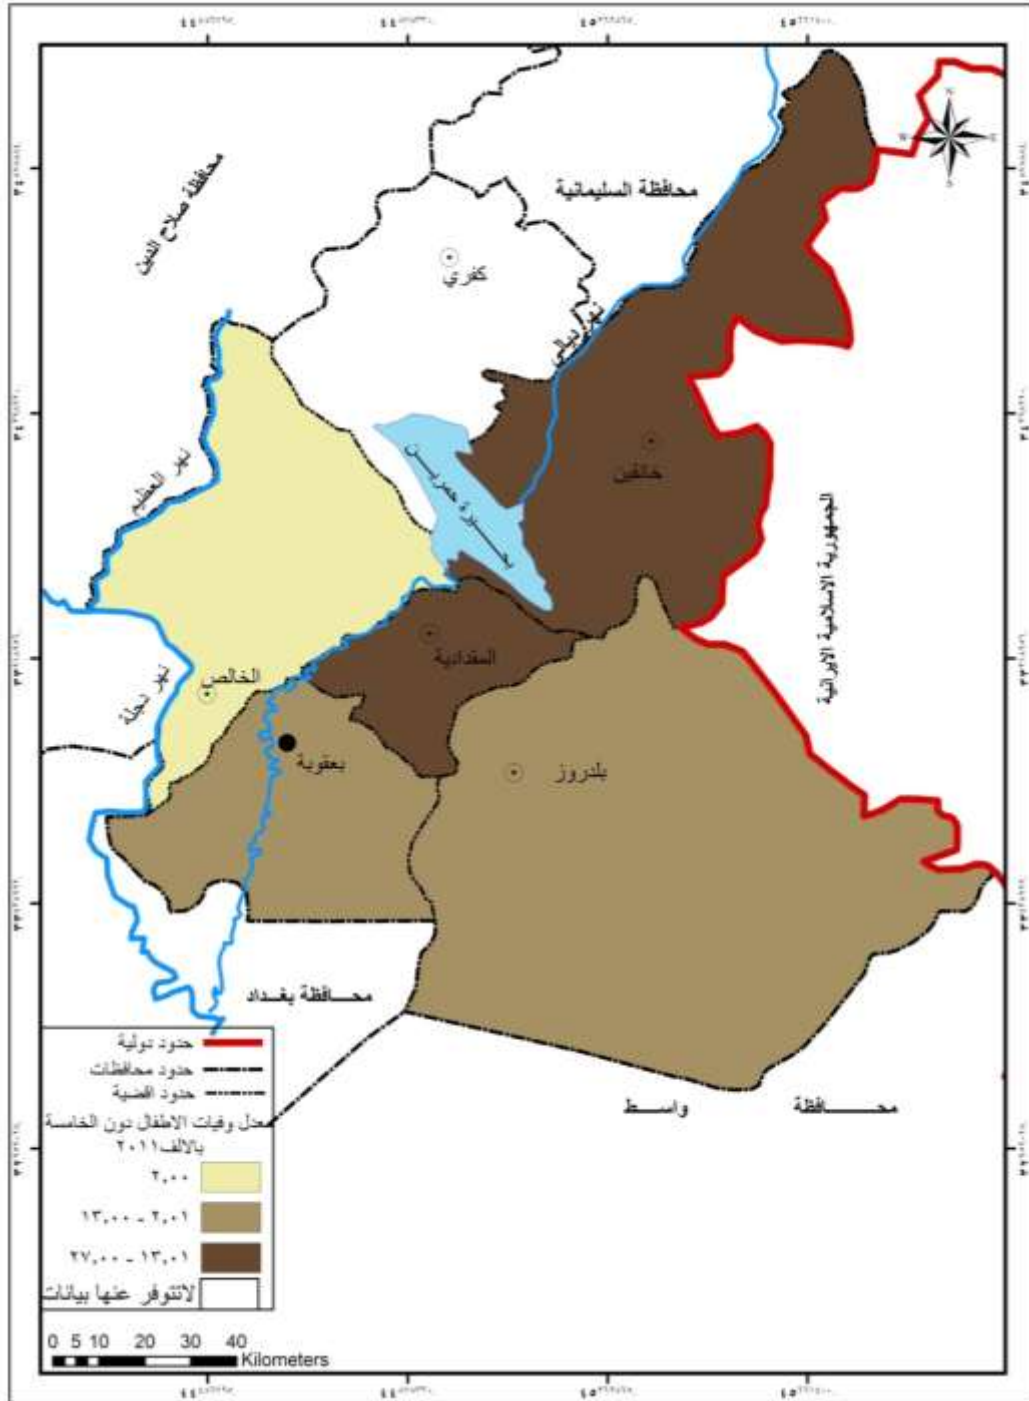 N
W
E
S
محافظة صلاح الدين
محافظة السليمانية
كفري
نهر ديالى
نهر العظيم
بحيرة حمرين
خانقين
الجمهورية الاسلامية الايرانية
المقدادية
نهر دجلة
الخالص
بعقوبة
بلدروز
محافظة بغداد
محافظة واسط
حدود دولية
حدود محافظات
حدود اقضية
معدل وفيات الاطفال دون الخامسة
بالالف٢٠١١
٢,٠٠
٢,٠١ - ١٣,٠٠
١٣,٠١ - ٢٧,٠٠
لاتتوفر عنها بيانات
0 5 10 20 30 40
Kilometers